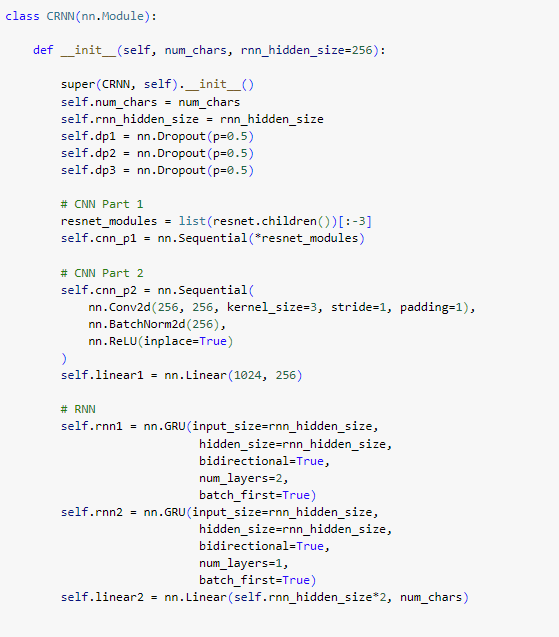 class CRNN(nn.Module):
def __init__(self, num_chars, rnn_hidden_size=256):
super(CRNN, self).__init__()
self.num_chars = num_chars
self.rnn_hidden_size = rnn_hidden_size
self.dp1 = nn.Dropout(p=0.5)
self.dp2 = nn.Dropout(p=0.5)
self.dp3 = nn.Dropout(p=0.5)
# CNN Part 1
resnet_modules = list(resnet.children())[:-3]
self.cnn_p1 = nn.Sequential(*resnet_modules)
# CNN Part 2
self.cnn_p2 = nn.Sequential(
nn.Conv2d(256, 256, kernel_size=3, stride=1, padding=1),
nn.BatchNorm2d(256),
nn.ReLU(inplace=True)
)
self.linear1 = nn.Linear(1024, 256)
# RNN
self.rnn1 = nn.GRU(input_size=rnn_hidden_size,
hidden_size=rnn_hidden_size,
bidirectional=True,
num_layers=2,
batch_first=True)
self.rnn2 = nn.GRU(input_size=rnn_hidden_size,
hidden_size=rnn_hidden_size,
bidirectional=True,
num_layers=1,
batch_first=True)
self.linear2 = nn.Linear(self.rnn_hidden_size*2, num_chars)